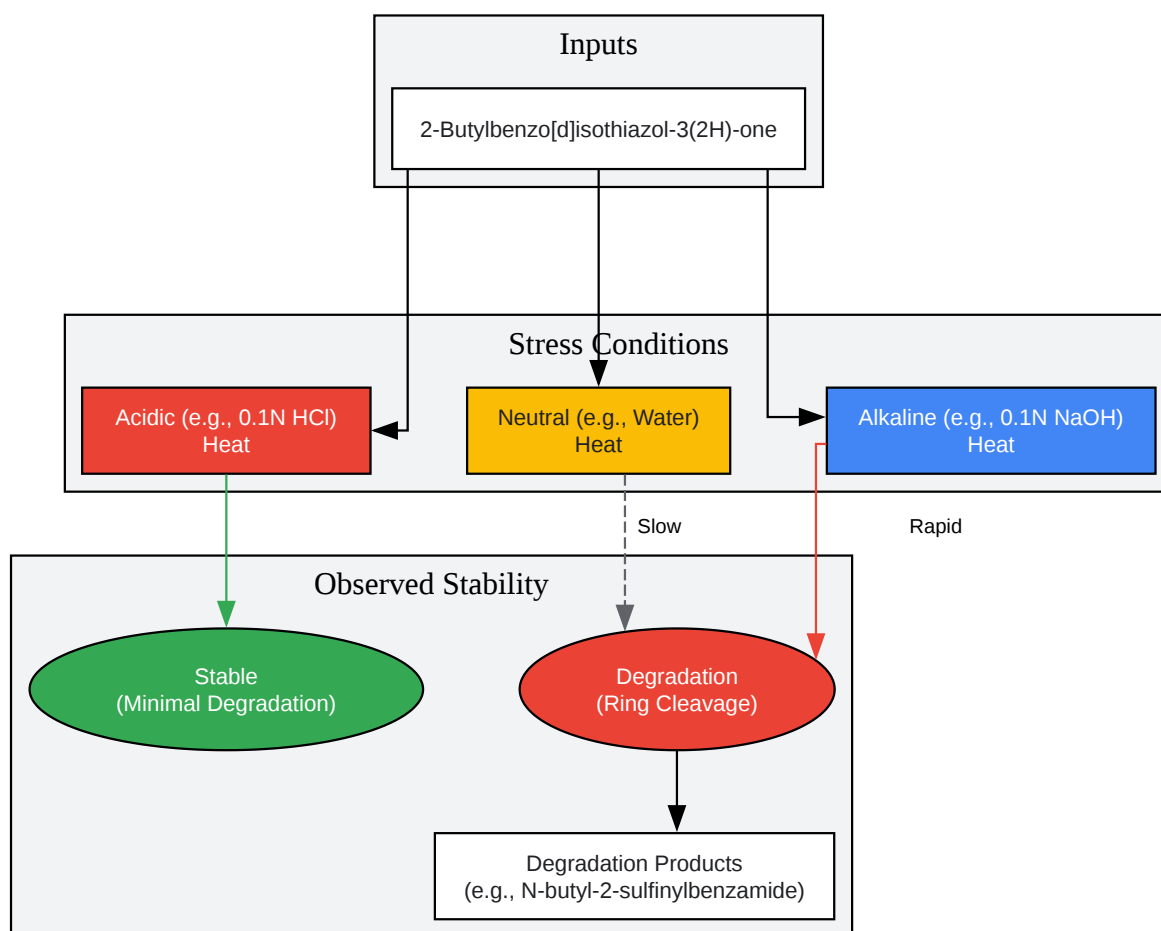 Inputs
2-Butylbenzo[d]isothiazol-3(2H)-one
Stress Conditions
Acidic (e.g., 0.1N HCl)
Heat
Neutral (e.g., Water)
Heat
Alkaline (e.g., 0.1N NaOH)
Heat
Slow
Rapid
Observed Stability
Stable
(Minimal Degradation)
Degradation
(Ring Cleavage)
Degradation Products
(e.g., N-butyl-2-sulfinylbenzamide)